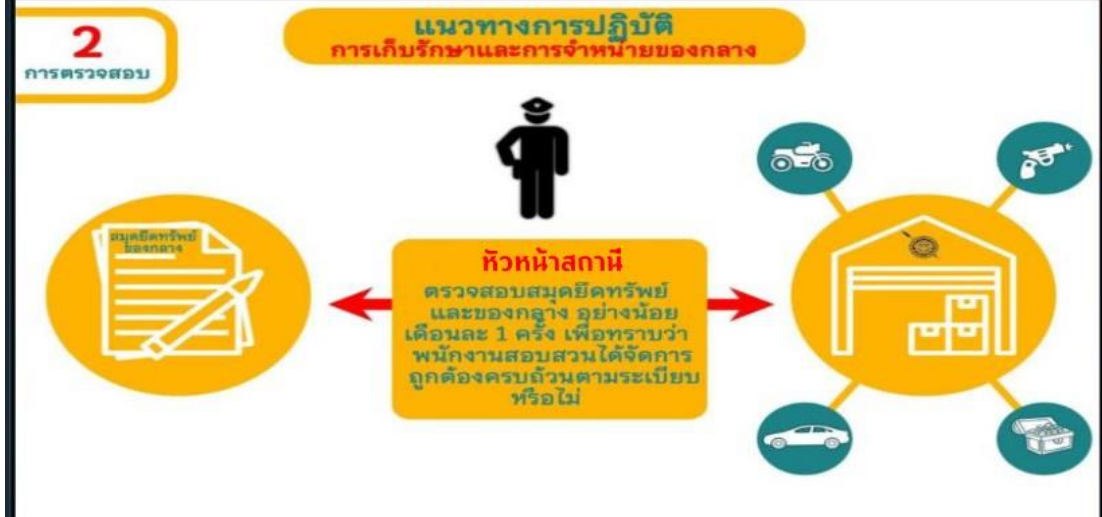 2
การตรวจสอบ
แนวทางการปฏิบัติ
การเก็บรักษาและการจำหน่ายของกลาง
สมุดยึดทรัพย์
ของกลาง
หัวหน้าสถานี
ตรวจสอบสมุดยึดทรัพย์
และของกลาง อย่างน้อย
เดือนละ 1 ครั้ง เพื่อทราบว่า
พนักงานสอบสวนได้จัดการ
ถูกต้องครบถ้วนตามระเบียบ
หรือไม่